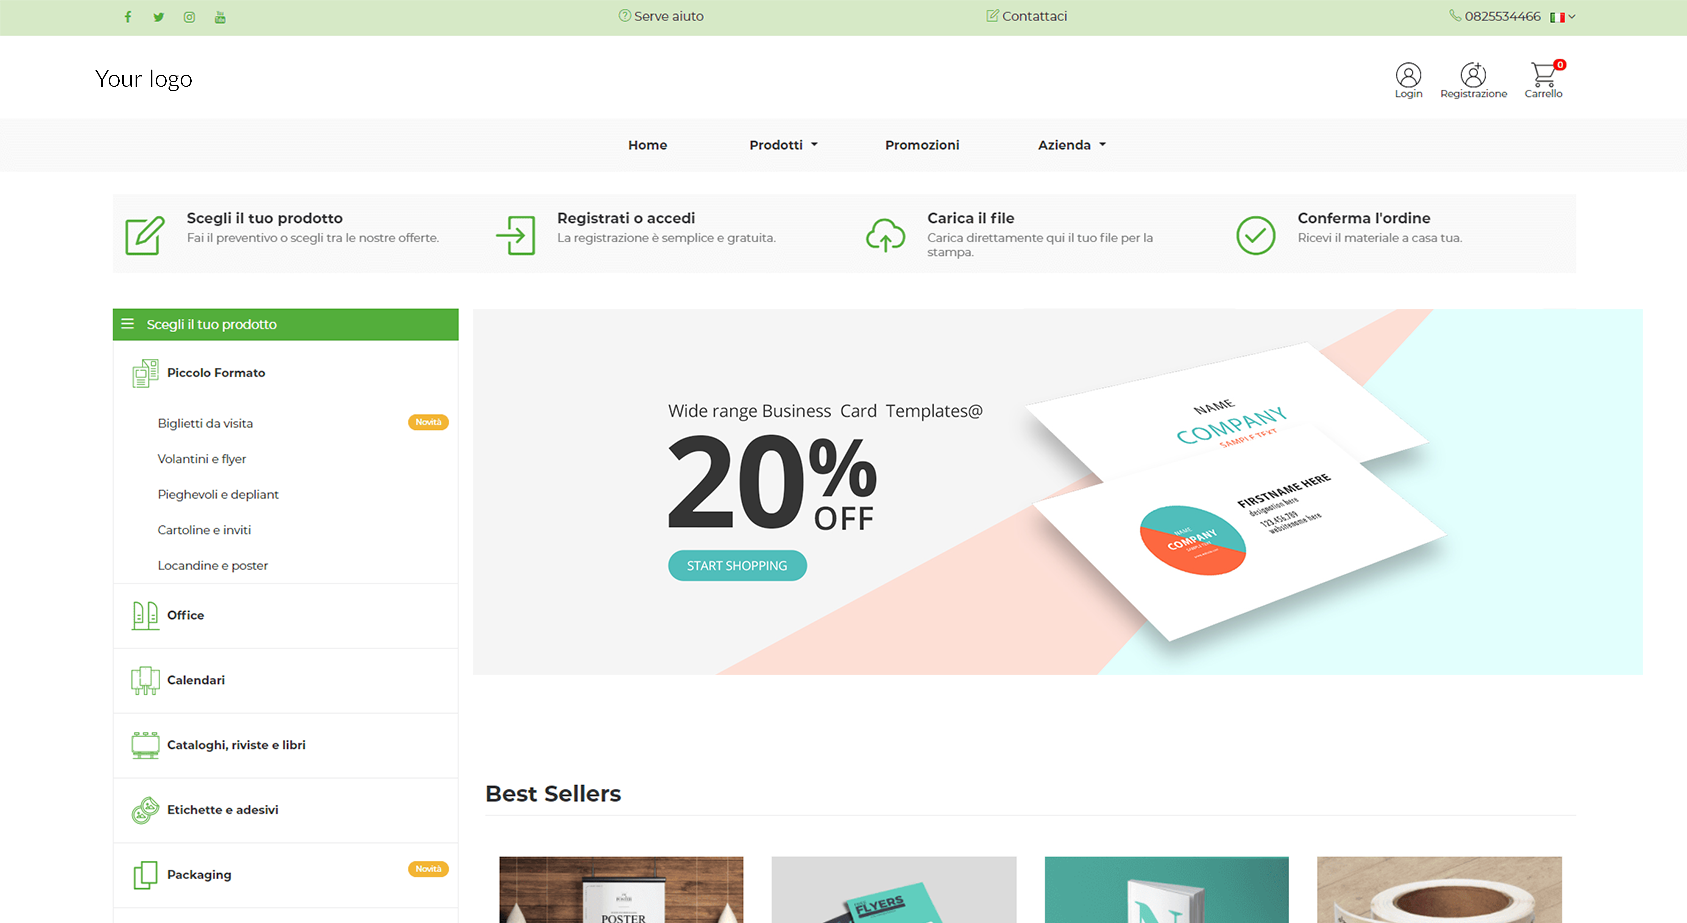 Serve aiuto
Contattaci
0825534466
Your logo
Login
Registrazione
0
Carrello
Home
Prodotti
Promozioni
Azienda
Scegli il tuo prodotto
Fai il preventivo o scegli tra le nostre offerte.
Registrati o accedi
La registrazione è semplice e gratuita.
Carica il file
Carica direttamente qui il tuo file per la
stampa.
Conferma l'ordine
Ricevi il materiale a casa tua.
Scegli il tuo prodotto
Piccolo Formato
Biglietti da visita
Novità
Volantini e flyer
Pieghevoli e depliant
Cartoline e inviti
Locandine e poster
Office
Calendari
Cataloghi, riviste e libri
Etichette e adesivi
Packaging
Novità
Wide range Business Card Templates@
20%
OFF
START SHOPPING
NAME
COMPANY
SAMPLE TEXT
FIRSTNAME HERE
designation here
123,456,789
websitename here
NAME
COMPANY
Best Sellers
POSTER
FLYERS
N